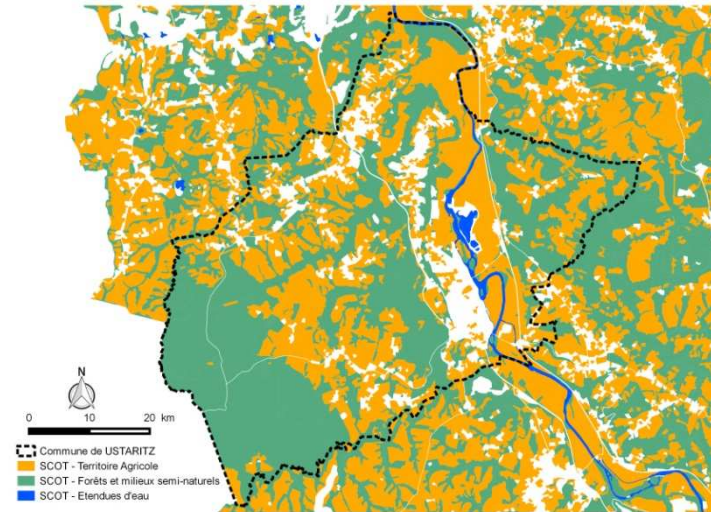 N
0 10 20 km
Commune de USTARITZ
SCOT - Territoire Agricole
SCOT - Forêts et milieux semi-naturels
SCOT - Etendues d'eau